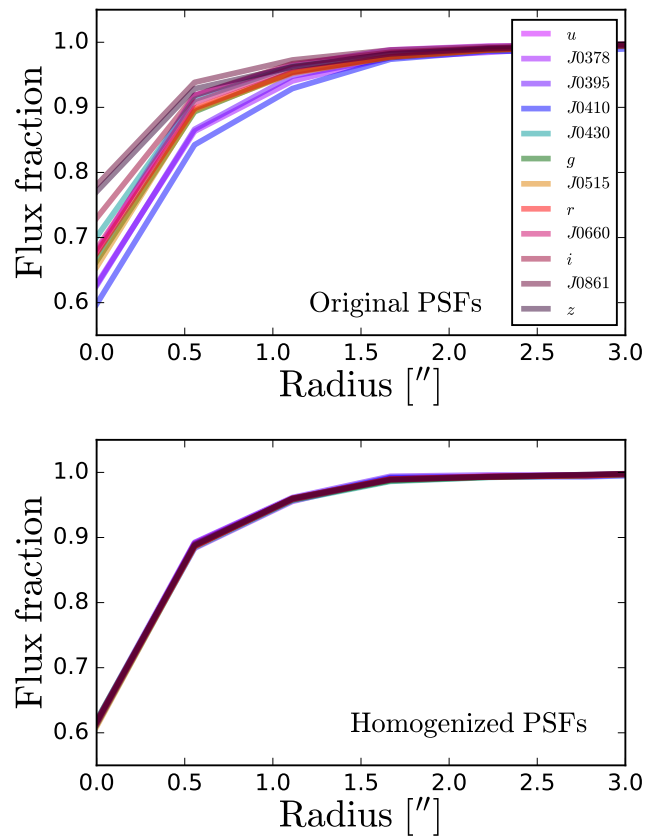 1.0
0.9
0.8
0.7
0.6
Flux fraction
u
J0378
J0395
J0410
J0430
g
J0515
r
J0660
i
J0861
z
Original PSFs
0.0 0.5 1.0 1.5 2.0 2.5 3.0
Radius [″]
1.0
0.9
0.8
0.7
0.6
Flux fraction
Homogenized PSFs
0.0 0.5 1.0 1.5 2.0 2.5 3.0
Radius [″]